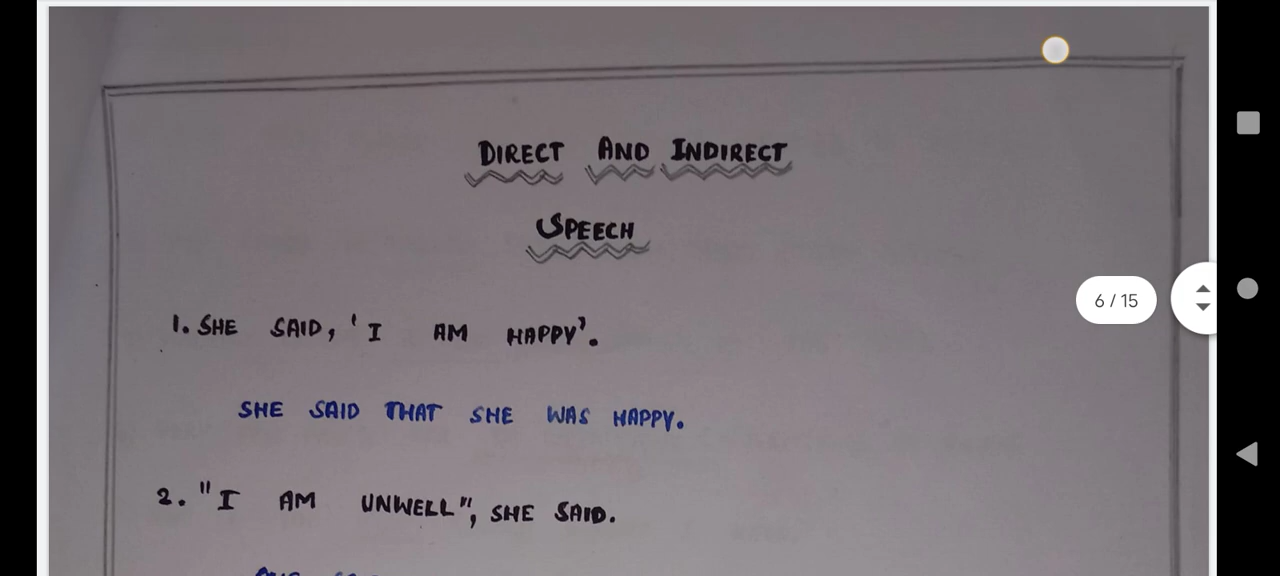 DIRECT AND INDIRECT
SPEECH
1. SHE SAID, 'I AM HAPPY'.
6 / 15
SHE SAID THAT SHE WAS HAPPY.
2. "I AM UNWELL", SHE SAID.